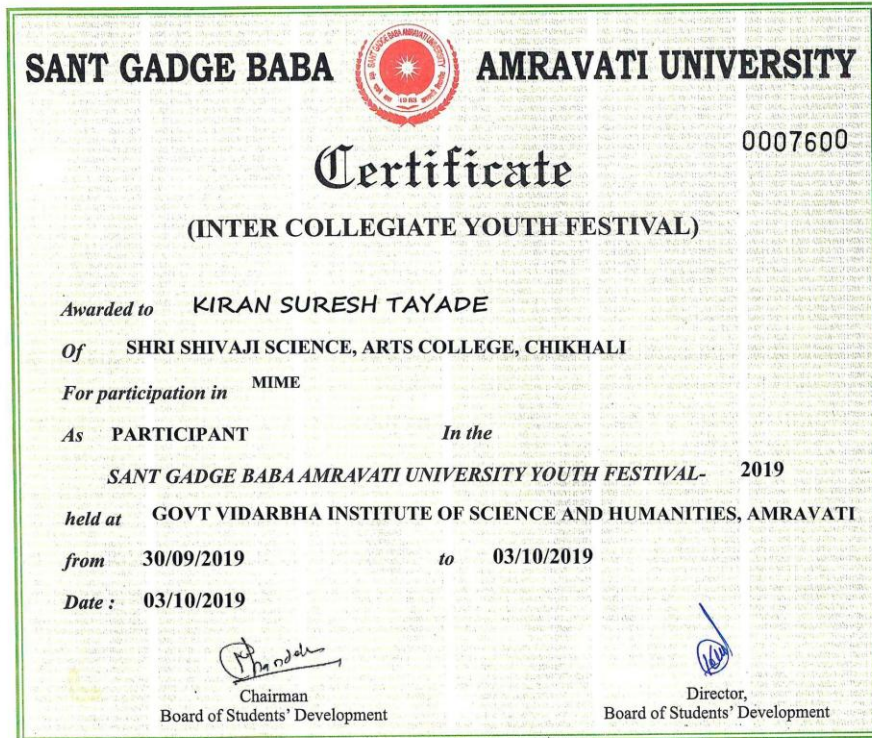 SANT GADGE BABA AMRAVATI UNIVERSITY
1983
0007600
Certificate
(INTER COLLEGIATE YOUTH FESTIVAL)
Awarded to KIRAN SURESH TAYADE
Of SHRI SHIVAJI SCIENCE, ARTS COLLEGE, CHIKHALI
For participation in MIME
As PARTICIPANT In the
SANT GADGE BABA AMRAVATI UNIVERSITY YOUTH FESTIVAL- 2019
held at GOVT VIDARBHA INSTITUTE OF SCIENCE AND HUMANITIES, AMRAVATI
from 30/09/2019 to 03/10/2019
Date : 03/10/2019
Chairman
Board of Students' Development
Director,
Board of Students' Development